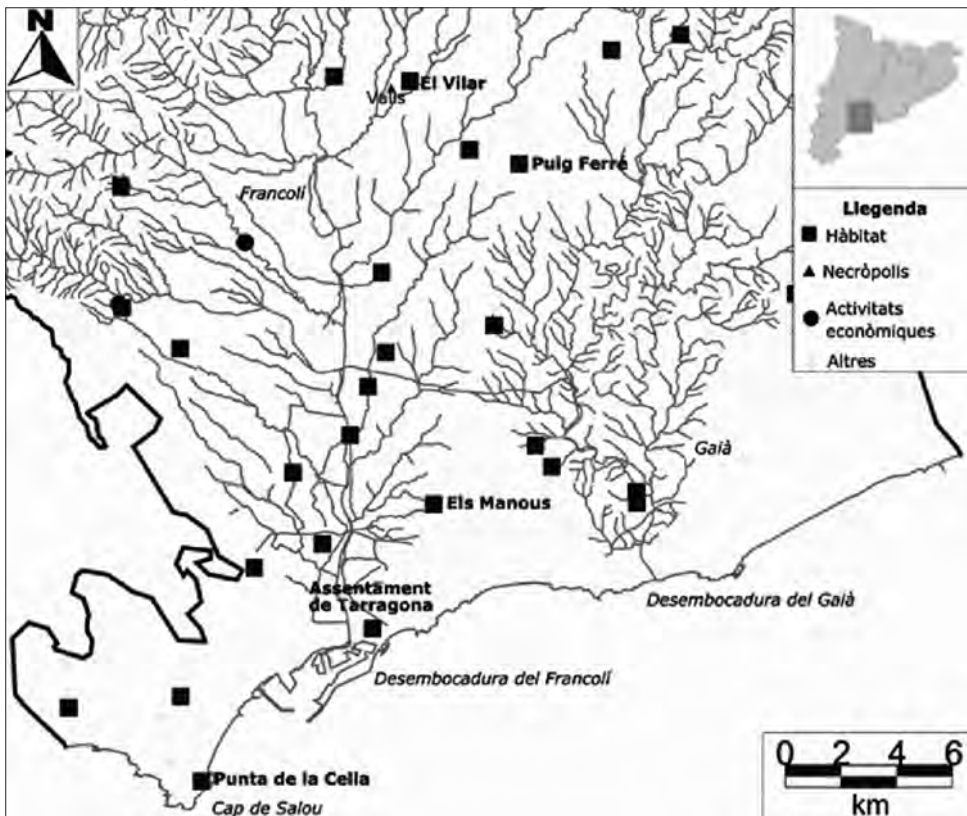 N
El Vilar
Valls
Puig Ferré
Francolí
Llegenda
Hàbitat
Necròpolis
Activitats
econòmiques
Altres
Gaià
Els Manous
Assentament
de Tarragona
Desembocadura del Gaià
Desembocadura del Francolí
Punta de la Cella
Cap de Salou
0 2 4 6
km